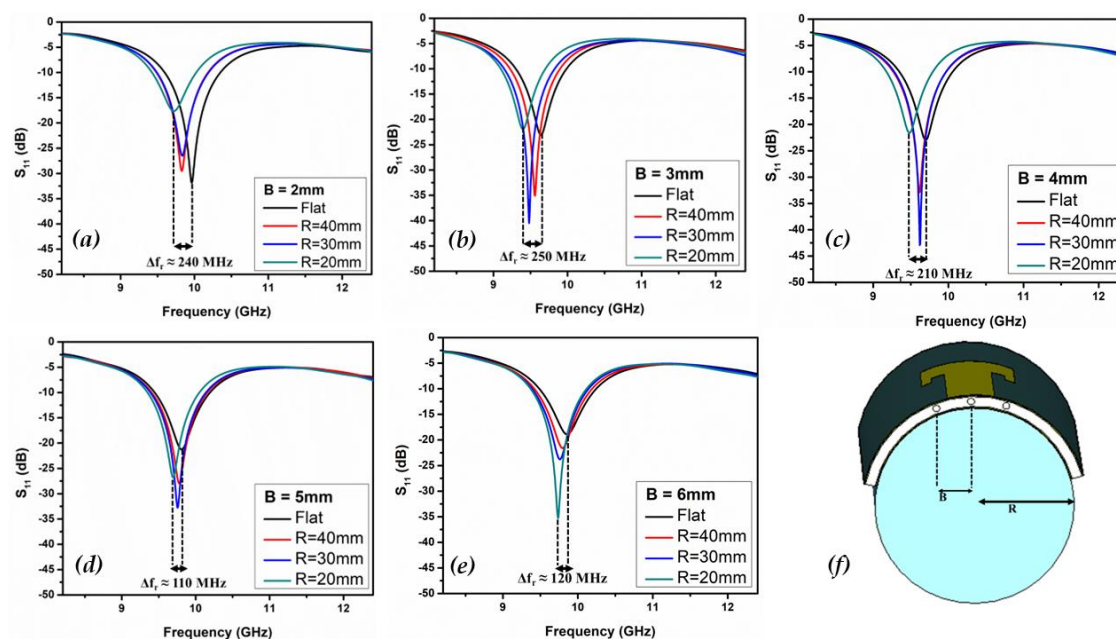 0
-5
-10
-15
-20
-25
-30
-35
-40
-45
-50
S11 (dB)
B = 2mm
Flat
R=40mm
R=30mm
R=20mm
(a)
Δfr ≈ 240 MHz
9 10 11 12
Frequency (GHz)
0
-5
-10
-15
-20
-25
-30
-35
-40
-45
-50
S11 (dB)
B = 3mm
Flat
R=40mm
R=30mm
R=20mm
(b)
Δfr ≈ 250 MHz
9 10 11 12
Frequency (GHz)
0
-5
-10
-15
-20
-25
-30
-35
-40
-45
-50
S11 (dB)
B = 4mm
Flat
R=40mm
R=30mm
R=20mm
(c)
Δfr ≈ 210 MHz
9 10 11 12
Frequency (GHz)
0
-5
-10
-15
-20
-25
-30
-35
-40
-45
-50
S11 (dB)
B = 5mm
Flat
R=40mm
R=30mm
R=20mm
(d)
Δfr ≈ 110 MHz
9 10 11 12
Frequency (GHz)
0
-5
-10
-15
-20
-25
-30
-35
-40
-45
-50
S11 (dB)
B = 6mm
Flat
R=40mm
R=30mm
R=20mm
(e)
Δfr ≈ 120 MHz
9 10 11 12
Frequency (GHz)
B
R
(f)